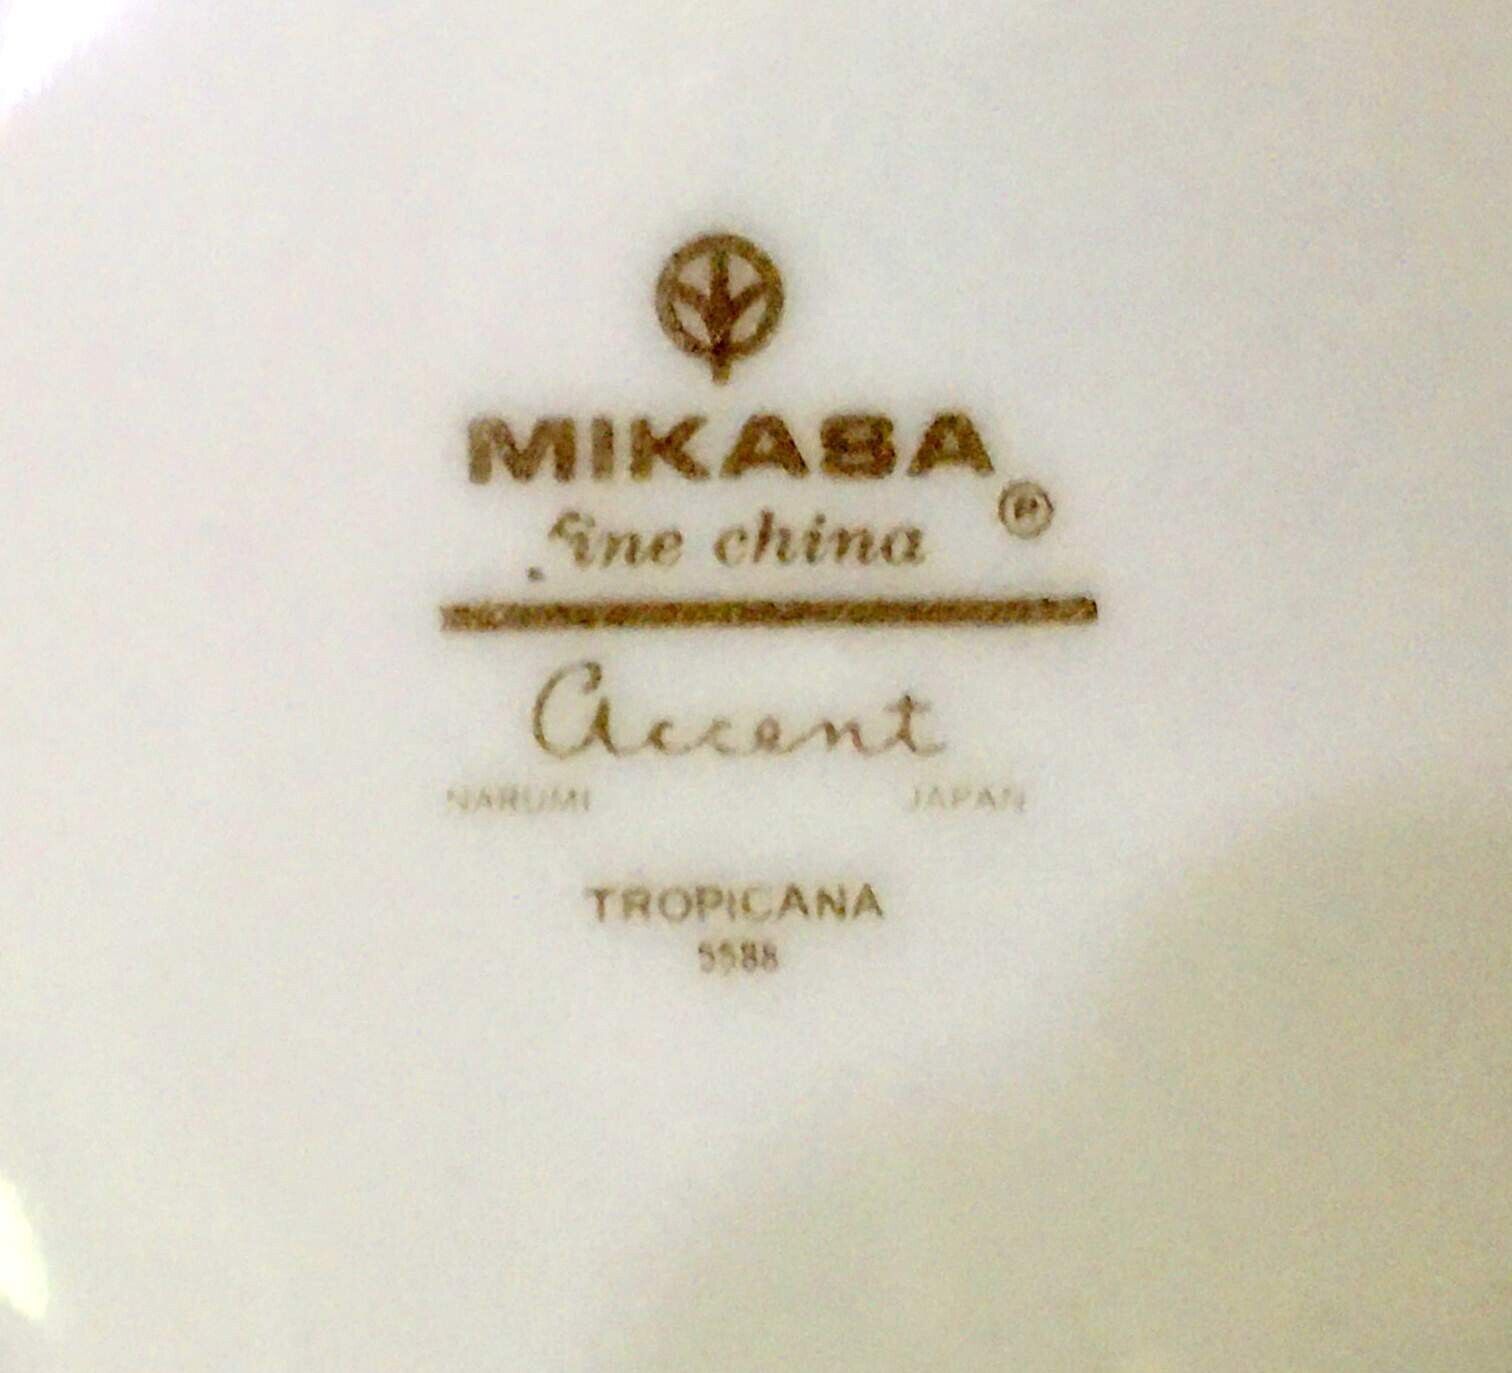 MIKASA
fine china ®
Accent
NARUMI JAPAN
TROPICANA
5588